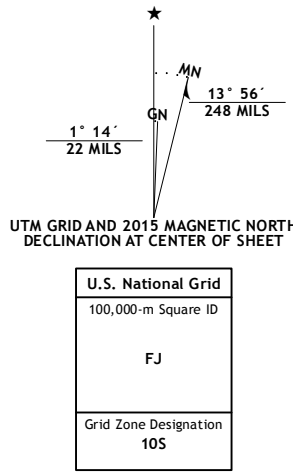 ★
MN
GN
13° 56´
248 MILS
1° 14´
22 MILS
UTM GRID AND 2015 MAGNETIC NORTH
DECLINATION AT CENTER OF SHEET
U.S. National Grid
100,000-m Square ID
FJ
Grid Zone Designation
10S